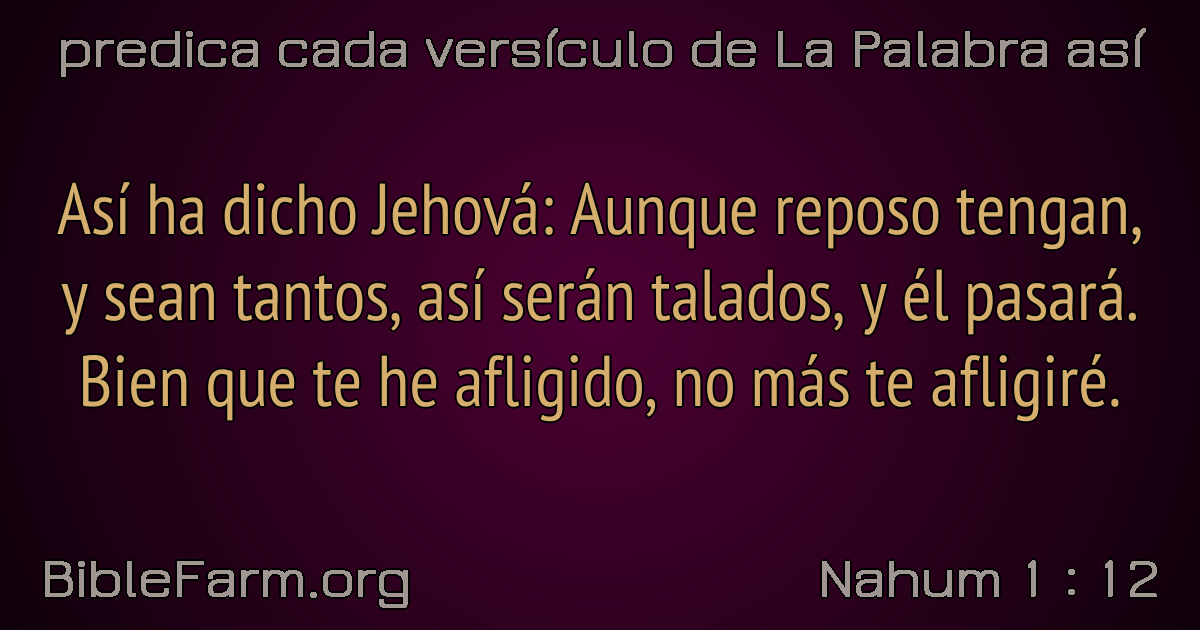 predica cada versículo de La Palabra así
Así ha dicho Jehová: Aunque reposo tengan,
y sean tantos, así serán talados, y él pasará.
Bien que te he afligido, no más te afligiré.
BibleFarm.org
Nahum 1 : 12